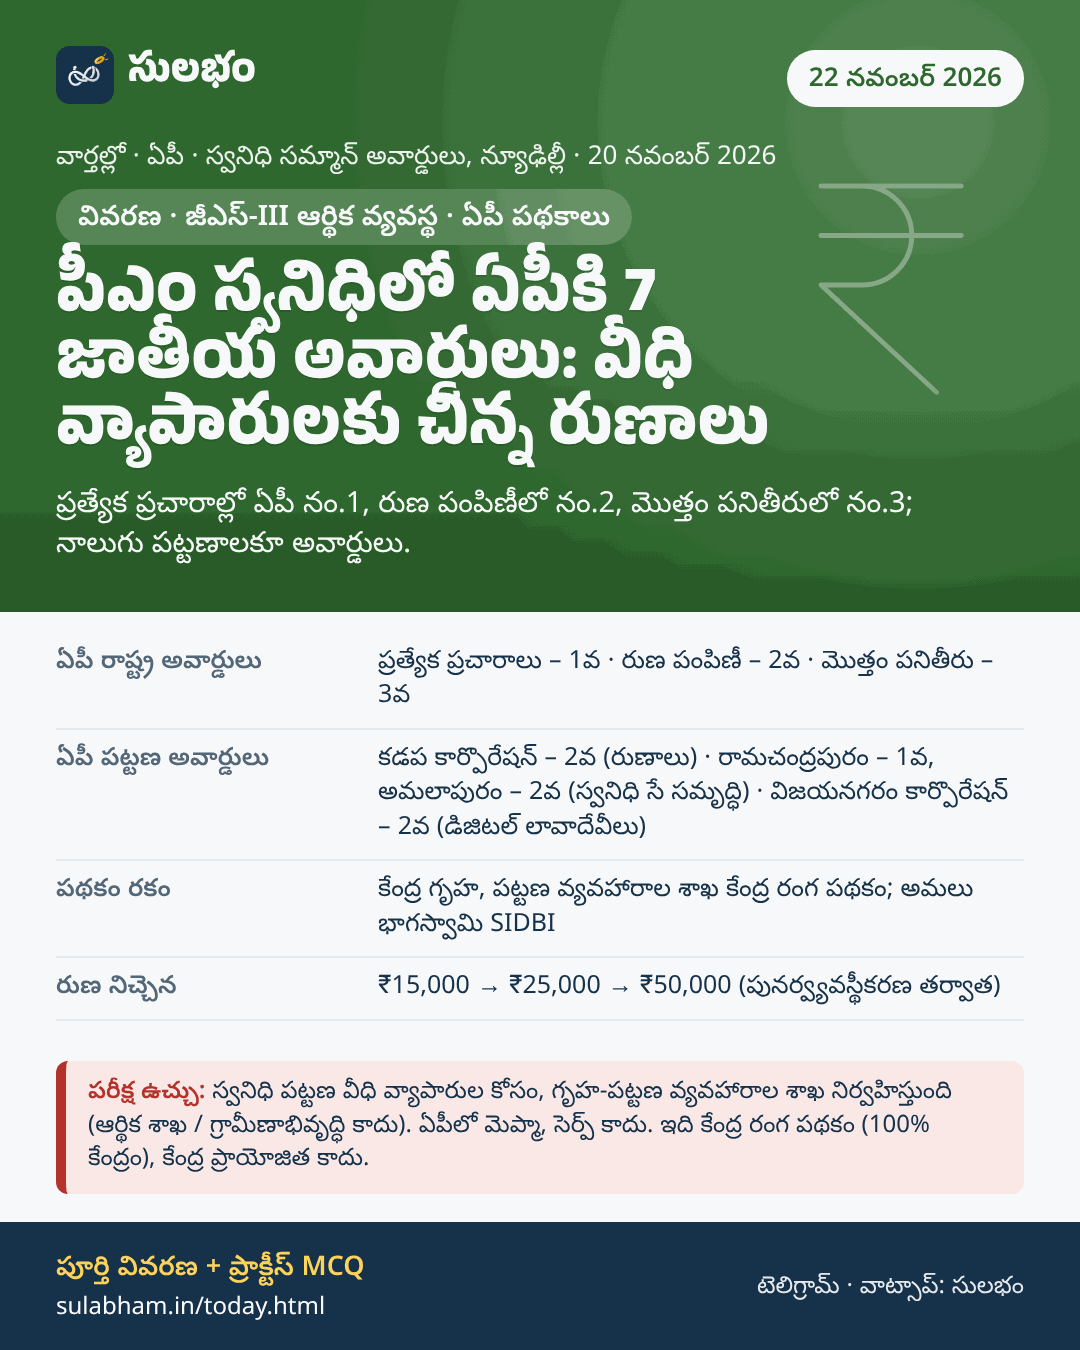 సులభం
22 నవంబర్ 2026
వార్తల్లో · ఏపీ · స్వనిధి సమ్మాన్ అవార్డులు, న్యూఢిల్లీ · 20 నవంబర్ 2026
వివరణ · జీఎస్-III ఆర్థిక వ్యవస్థ · ఏపీ పథకాలు
పీఎం స్వనిధిలో ఏపీకి 7
జాతీయ అవార్డులు: వీధి
వ్యాపారులకు చిన్న రుణాలు
ప్రత్యేక ప్రచారాల్లో ఏపీ నం.1, రుణ పంపిణీలో నం.2, మొత్తం పనితీరులో నం.3;
నాలుగు పట్టణాలకూ అవార్డులు.
ఏపీ రాష్ట్ర అవార్డులు
ప్రత్యేక ప్రచారాలు – 1వ · రుణ పంపిణీ – 2వ · మొత్తం పనితీరు –
3వ
ఏపీ పట్టణ అవార్డులు
కడప కార్పొరేషన్ – 2వ (రుణాలు) · రామచంద్రపురం – 1వ,
అమలాపురం – 2వ (స్వనిధి సే సమృద్ధి) · విజయనగరం కార్పొరేషన్
– 2వ (డిజిటల్ లావాదేవీలు)
పథకం రకం
కేంద్ర గృహ, పట్టణ వ్యవహారాల శాఖ కేంద్ర రంగ పథకం; అమలు
భాగస్వామి SIDBI
రుణ నిచ్చెన
₹15,000 → ₹25,000 → ₹50,000 (పునర్వ్యవస్థీకరణ తర్వాత)
పరీక్ష ఉచ్చు: స్వనిధి పట్టణ వీధి వ్యాపారుల కోసం, గృహ-పట్టణ వ్యవహారాల శాఖ నిర్వహిస్తుంది
(ఆర్థిక శాఖ / గ్రామీణాభివృద్ధి కాదు). ఏపీలో మెప్మా, సెర్ప్ కాదు. ఇది కేంద్ర రంగ పథకం (100%
కేంద్రం), కేంద్ర ప్రాయోజిత కాదు.
పూర్తి వివరణ + ప్రాక్టీస్ MCQ
sulabham.in/today.html
టెలిగ్రామ్ · వాట్సాప్: సులభం